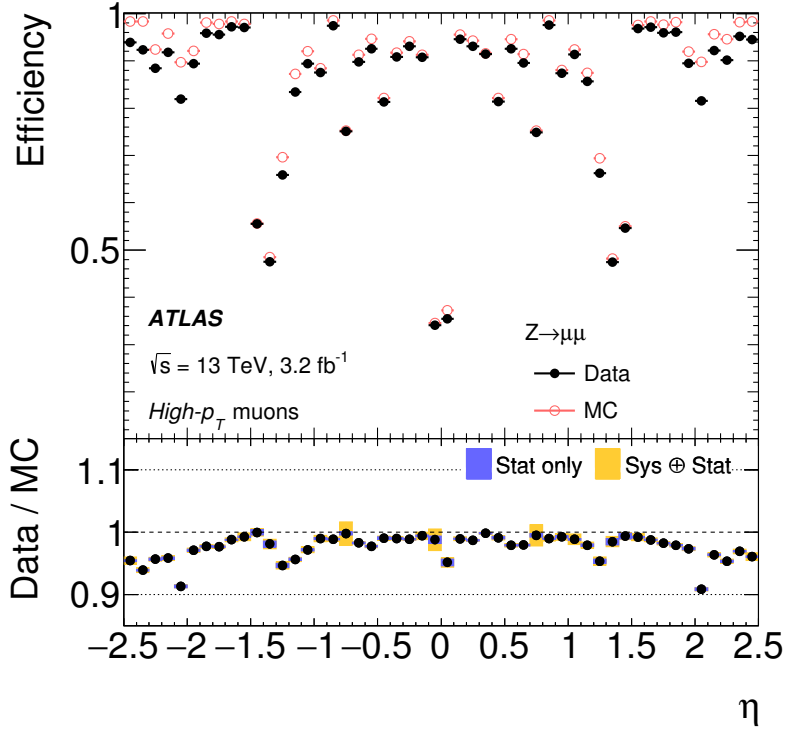 Efficiency
1
0.5
ATLAS
√s = 13 TeV, 3.2 fb⁻¹
High-p_T muons
Z→μμ
Data
MC
Data / MC
1.1
1
0.9
Stat only
Sys ⊕ Stat
−2.5 −2 −1.5 −1 −0.5 0 0.5 1 1.5 2 2.5
η